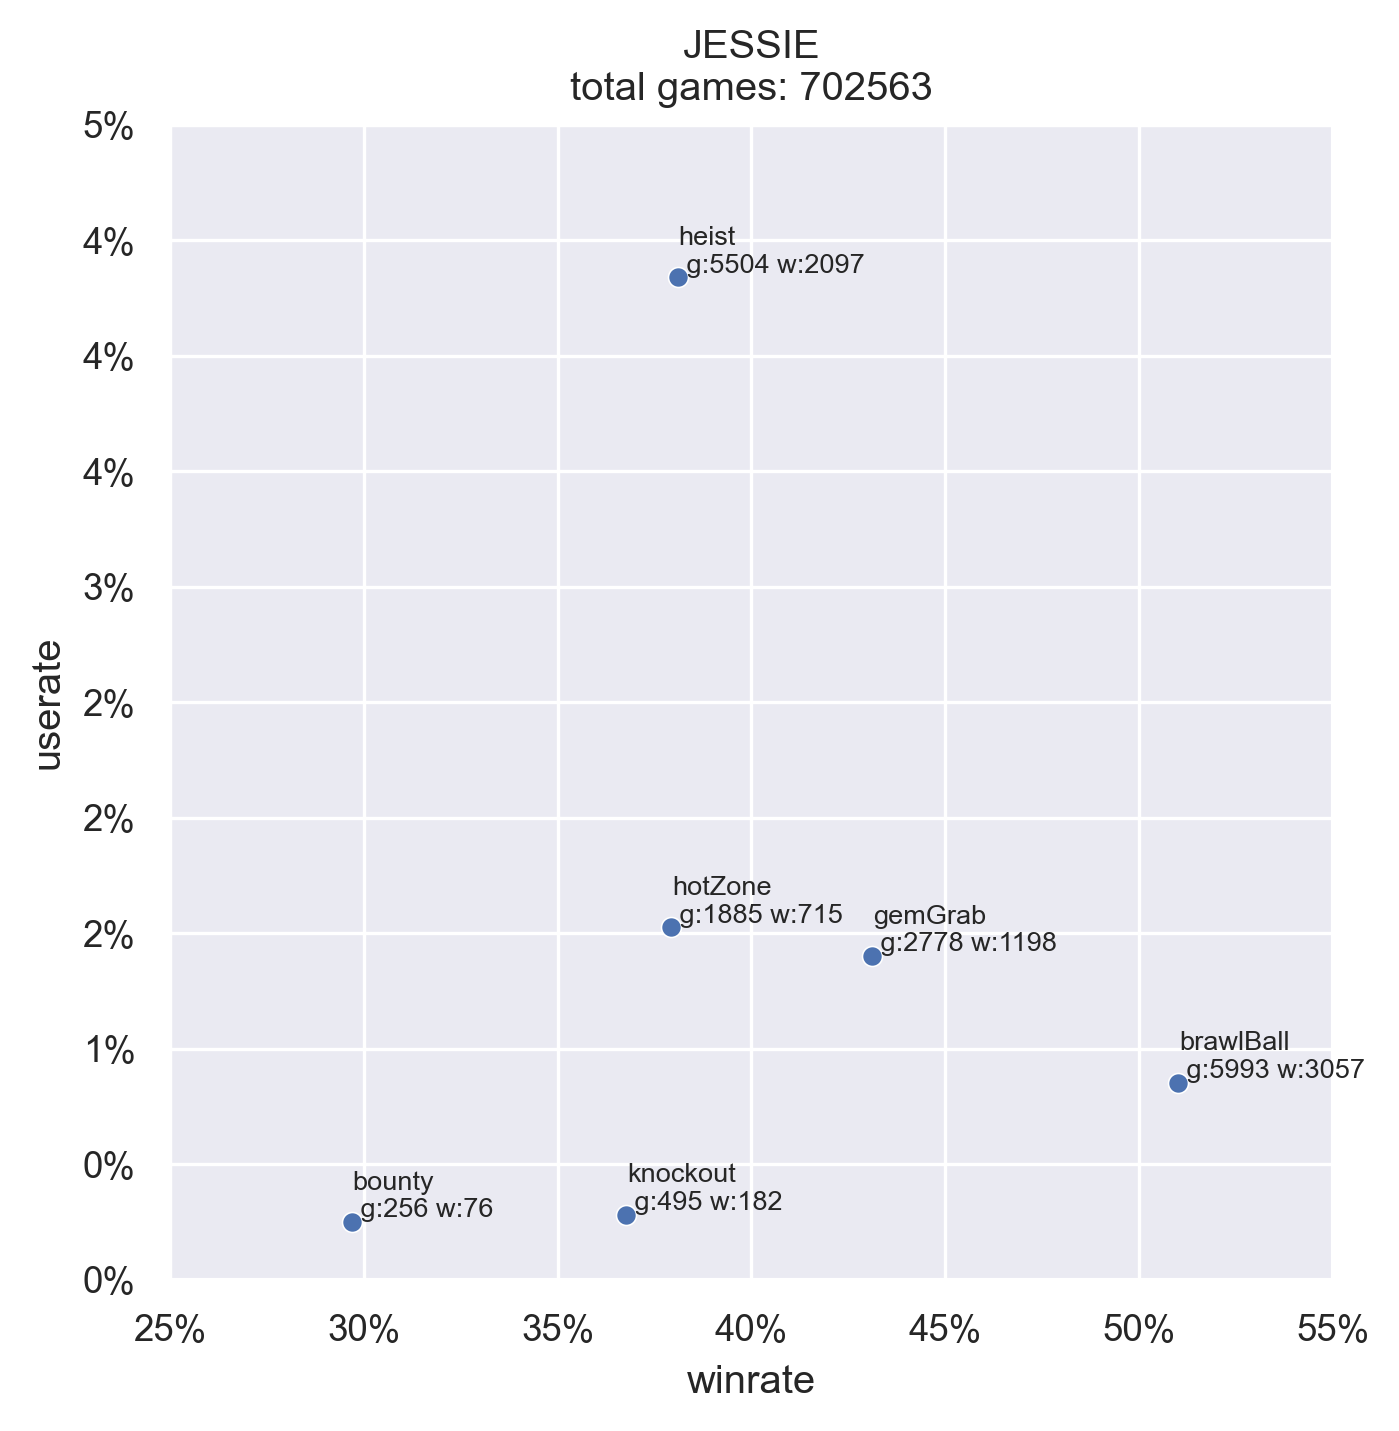 JESSIE
total games: 702563
5%
4%
4%
4%
3%
2%
2%
2%
1%
0%
0%
userate
heist
g:5504 w:2097
hotZone
g:1885 w:715
gemGrab
g:2778 w:1198
brawlBall
g:5993 w:3057
bounty
g:256 w:76
knockout
g:495 w:182
25% 30% 35% 40% 45% 50% 55%
winrate